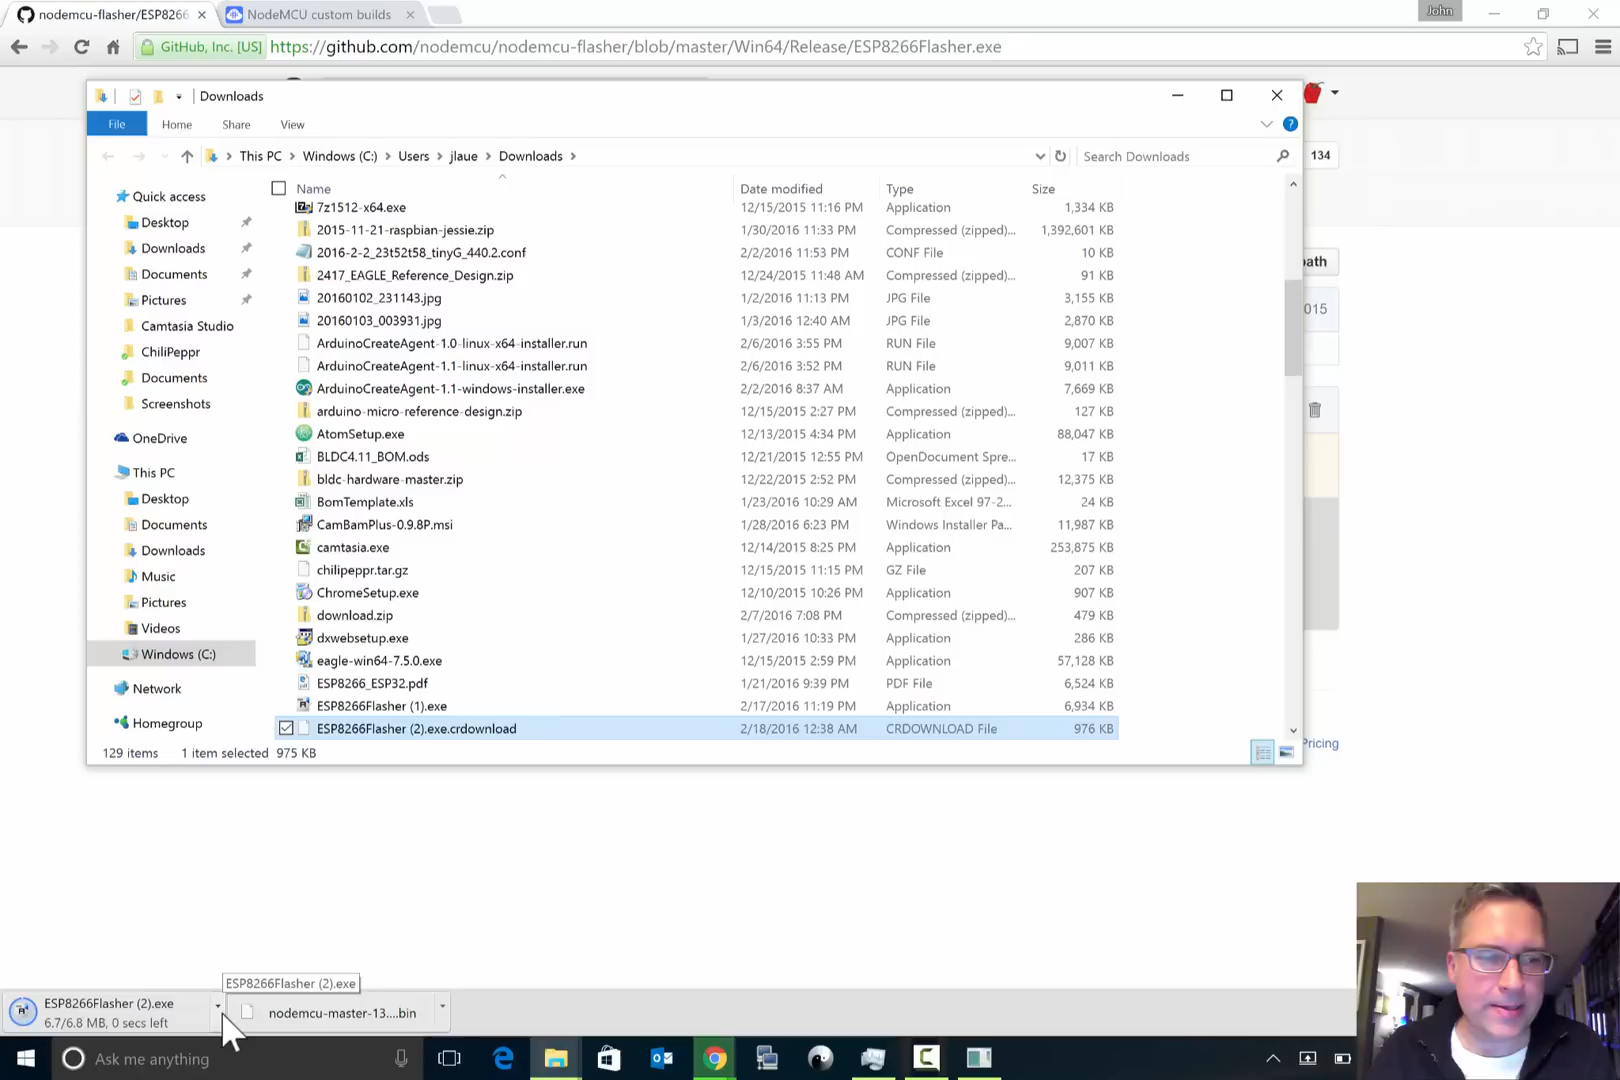 nodemcu-flasher/ESP8266
NodeMCU custom builds
John
GitHub, Inc. [US]
https://github.com/nodemcu/nodemcu-flasher/blob/master/Win64/Release/ESP8266Flasher.exe
Downloads
File Home Share View
This PC > Windows (C:) > Users > jlaue > Downloads >
Search Downloads
134
Name Date modified Type Size
7z1512-x64.exe 12/15/2015 11:16 PM Application 1,334 KB
2015-11-21-raspbian-jessie.zip 1/30/2016 11:33 PM Compressed (zipped)... 1,392,601 KB
2016-2-2_23t52t58_tinyG_440.2.conf 2/2/2016 11:53 PM CONF File 10 KB
2417_EAGLE_Reference_Design.zip 12/24/2015 11:48 AM Compressed (zipped)... 91 KB
20160102_231143.jpg 1/2/2016 11:13 PM JPG File 3,155 KB
20160103_003931.jpg 1/3/2016 12:40 AM JPG File 2,870 KB
ArduinoCreateAgent-1.0-linux-x64-installer.run 2/6/2016 3:55 PM RUN File 9,007 KB
ArduinoCreateAgent-1.1-linux-x64-installer.run 2/6/2016 3:52 PM RUN File 9,011 KB
ArduinoCreateAgent-1.1-windows-installer.exe 2/2/2016 8:37 AM Application 7,669 KB
arduino-micro-reference-design.zip 12/15/2015 2:27 PM Compressed (zipped)... 127 KB
AtomSetup.exe 12/13/2015 4:34 PM Application 88,047 KB
BLDC4.11_BOM.ods 12/21/2015 12:55 PM OpenDocument Spre... 17 KB
bldc-hardware-master.zip 12/22/2015 2:52 PM Compressed (zipped)... 12,375 KB
BomTemplate.xls 1/23/2016 10:29 AM Microsoft Excel 97-2... 24 KB
CamBamPlus-0.9.8P.msi 1/28/2016 6:23 PM Windows Installer Pa... 11,987 KB
camtasia.exe 12/14/2015 8:25 PM Application 253,875 KB
chilipeppr.tar.gz 12/15/2015 11:15 PM GZ File 207 KB
ChromeSetup.exe 12/10/2015 10:26 PM Application 907 KB
download.zip 2/7/2016 7:08 PM Compressed (zipped)... 479 KB
dxwebsetup.exe 1/27/2016 10:33 PM Application 286 KB
eagle-win64-7.5.0.exe 12/15/2015 2:59 PM Application 57,128 KB
ESP8266_ESP32.pdf 1/21/2016 9:39 PM PDF File 6,524 KB
ESP8266Flasher (1).exe 2/17/2016 11:19 PM Application 6,934 KB
ESP8266Flasher (2).exe.crdownload 2/18/2016 12:38 AM CRDOWNLOAD File 976 KB
Quick access
Desktop
Downloads
Documents
Pictures
Camtasia Studio
ChiliPeppr
Documents
Screenshots
OneDrive
This PC
Desktop
Documents
Downloads
Music
Pictures
Videos
Windows (C:)
Network
Homegroup
129 items 1 item selected 975 KB
015
Pricing
ESP8266Flasher (2).exe
ESP8266Flasher (2).exe
6.7/6.8 MB, 0 secs left
nodemcu-master-13....bin
Ask me anything